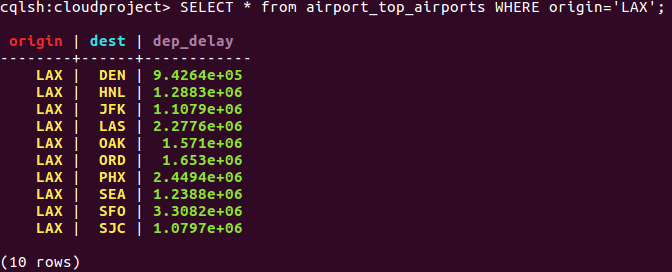 cqlsh:cloudproject> SELECT * from airport_top_airports WHERE origin='LAX';
origin | dest | dep_delay
--------+------+------------
LAX | DEN | 9.4264e+05
LAX | HNL | 1.2883e+06
LAX | JFK | 1.1079e+06
LAX | LAS | 2.2776e+06
LAX | OAK | 1.571e+06
LAX | ORD | 1.653e+06
LAX | PHX | 2.4494e+06
LAX | SEA | 1.2388e+06
LAX | SFO | 3.3082e+06
LAX | SJC | 1.0797e+06
(10 rows)